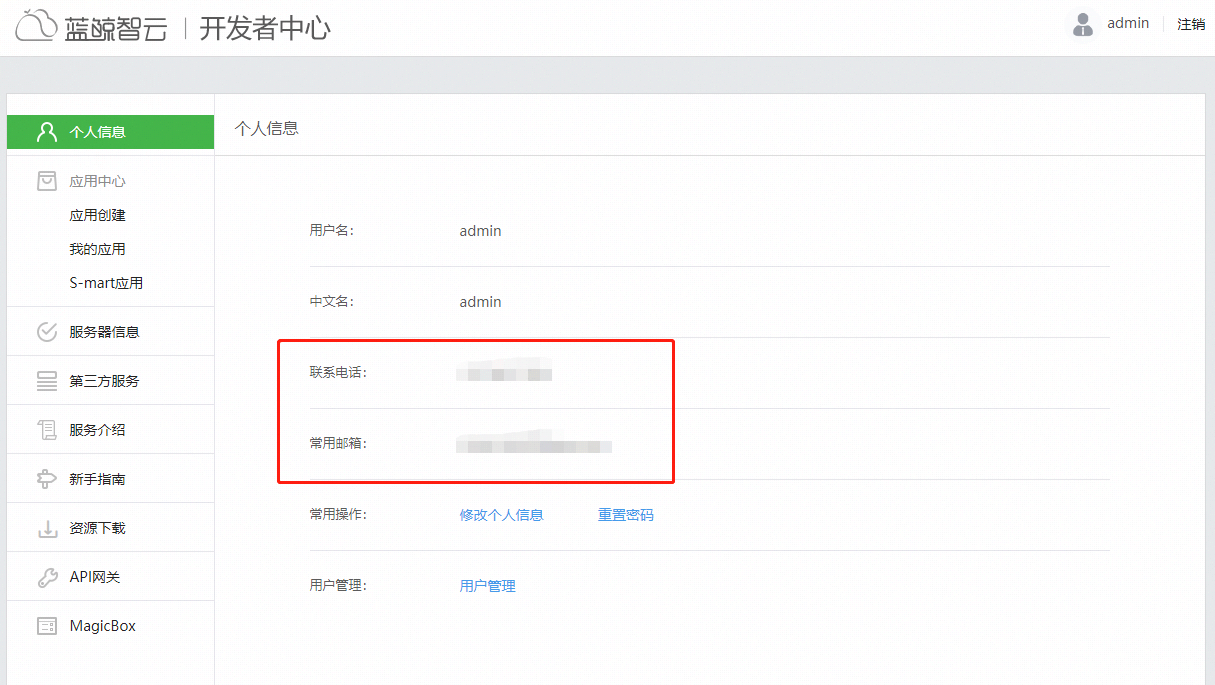 蓝鲸智云 | 开发者中心
admin 注销
个人信息
应用中心
应用创建
我的应用
S-mart应用
服务器信息
第三方服务
服务介绍
新手指南
资源下载
API网关
MagicBox
个人信息
用户名: admin
中文名: admin
联系电话:
常用邮箱:
常用操作: 修改个人信息 重置密码
用户管理: 用户管理